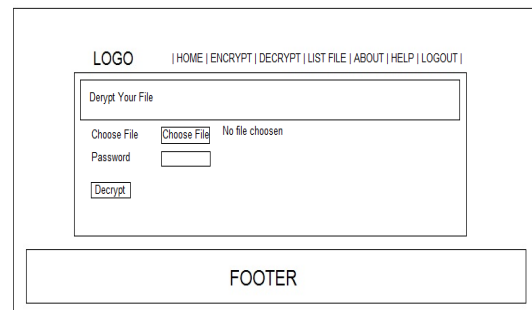 LOGO | HOME | ENCRYPT | DECRYPT | LIST FILE | ABOUT | HELP | LOGOUT |
Derypt Your File
Choose File Choose File No file choosen
Password
Decrypt
FOOTER